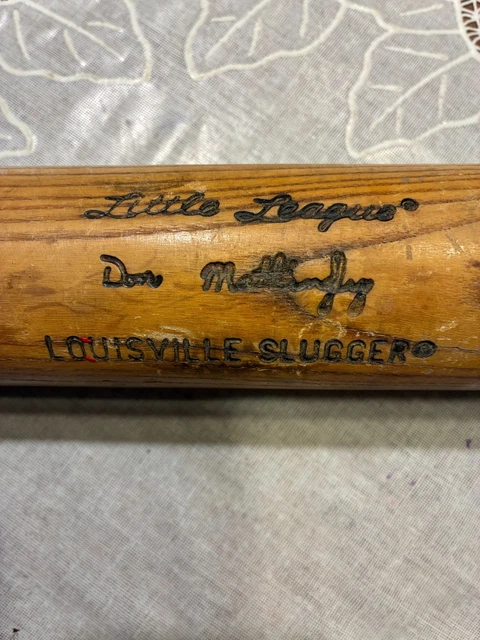 Little League®
Don Mattingly
LOUISVILLE SLUGGER®